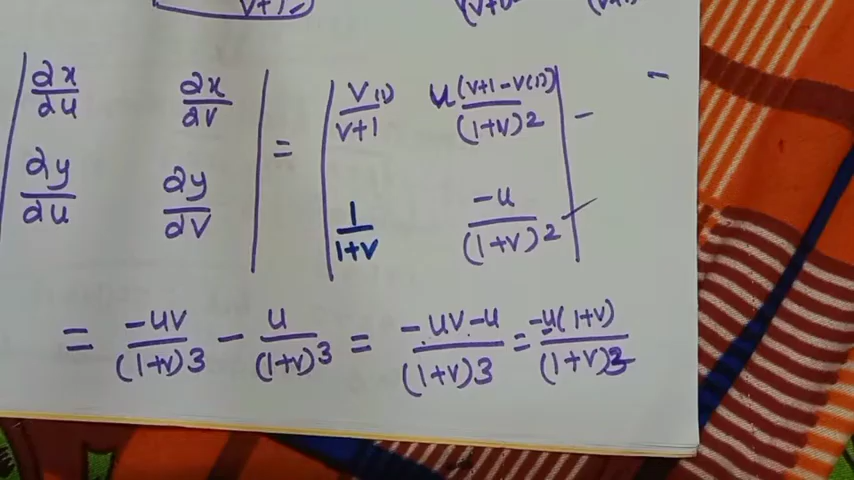 v+1
∂x/∂u ∂x/∂v = v(1)/v+1 u(v+1-v(1))/(1+v)2 -
∂y/∂u ∂y/∂v 1/1+v -u/(1+v)2
= -uv/(1+v)3 - u/(1+v)3 = -uv-u/(1+v)3 = -u(1+v)/(1+v)3